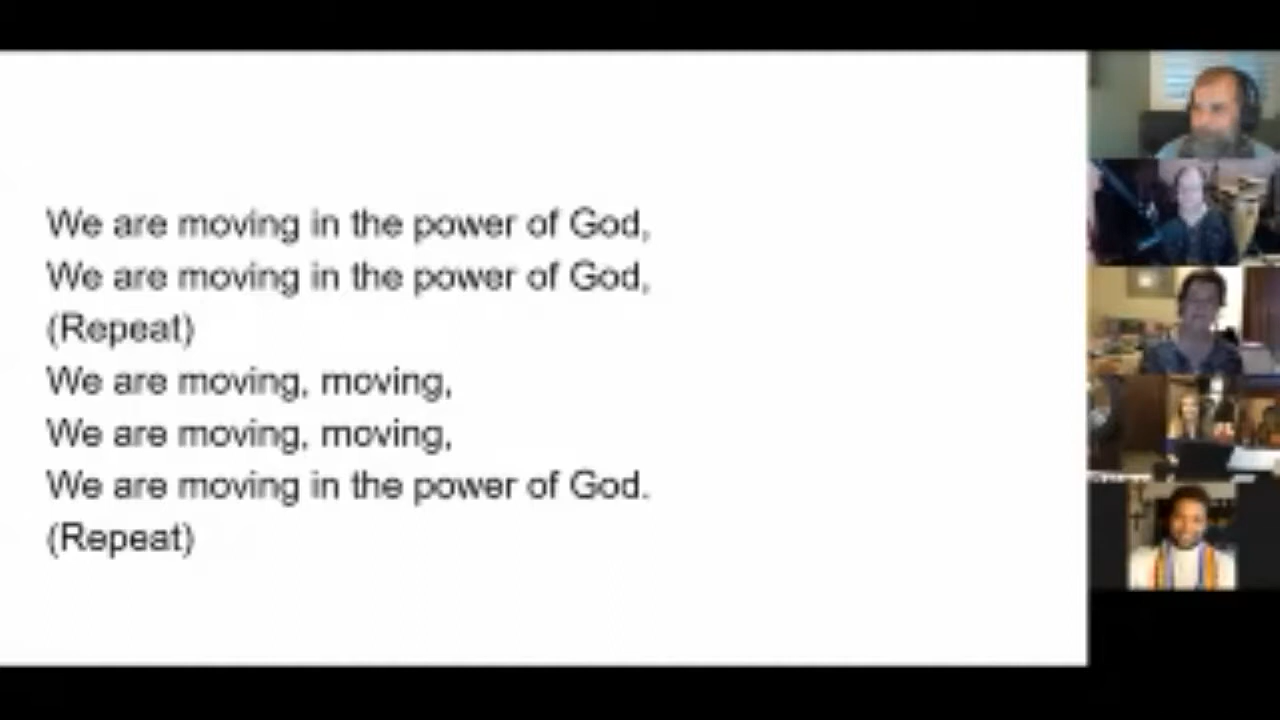 We are moving in the power of God,
We are moving in the power of God,
(Repeat)
We are moving, moving,
We are moving, moving,
We are moving in the power of God.
(Repeat)